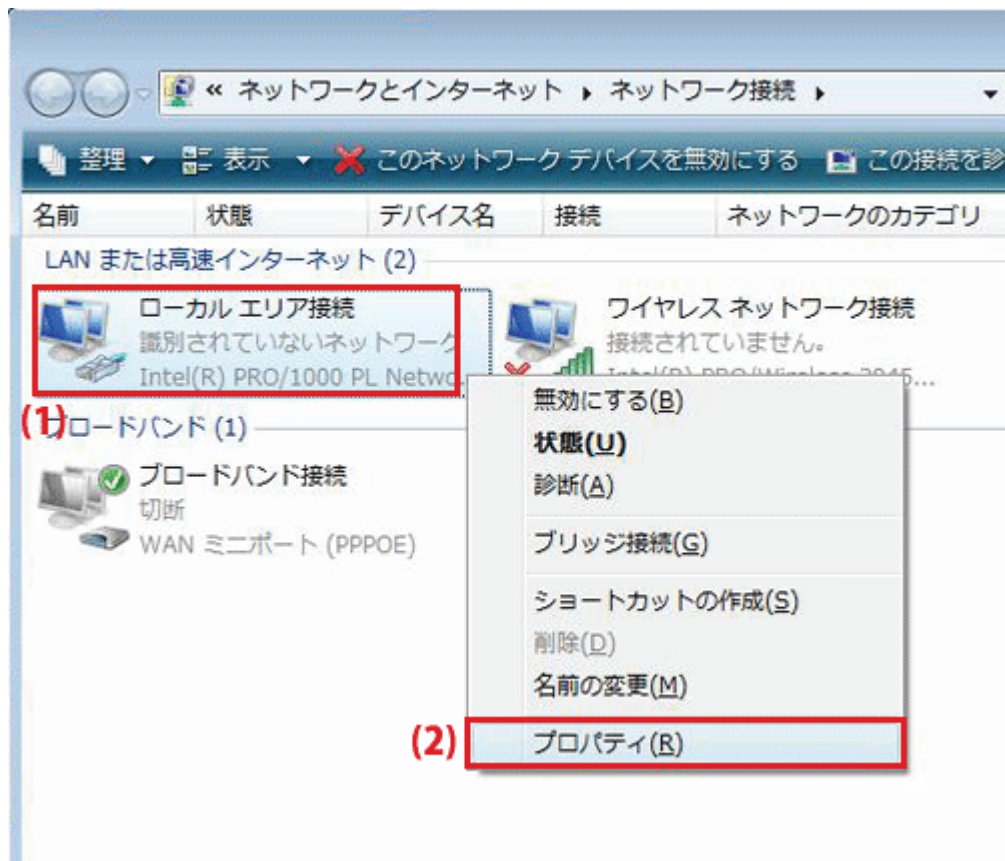 « ネットワークとインターネット ▸ ネットワーク接続 ▸
整理 表示 このネットワーク デバイスを無効にする この接続を診
名前 状態 デバイス名 接続 ネットワークのカテゴリ
LAN または高速インターネット (2)
ローカル エリア接続
識別されていないネットワーク
Intel(R) PRO/1000 PL Netwo...
ワイヤレス ネットワーク接続
接続されていません。
Intel(R) PRO/Wireless 3945...
(1)
ブロードバンド (1)
ブロードバンド接続
切断
WAN ミニポート (PPPOE)
無効にする(B)
状態(U)
診断(A)
ブリッジ接続(G)
ショートカットの作成(S)
削除(D)
名前の変更(M)
(2)
プロパティ(R)